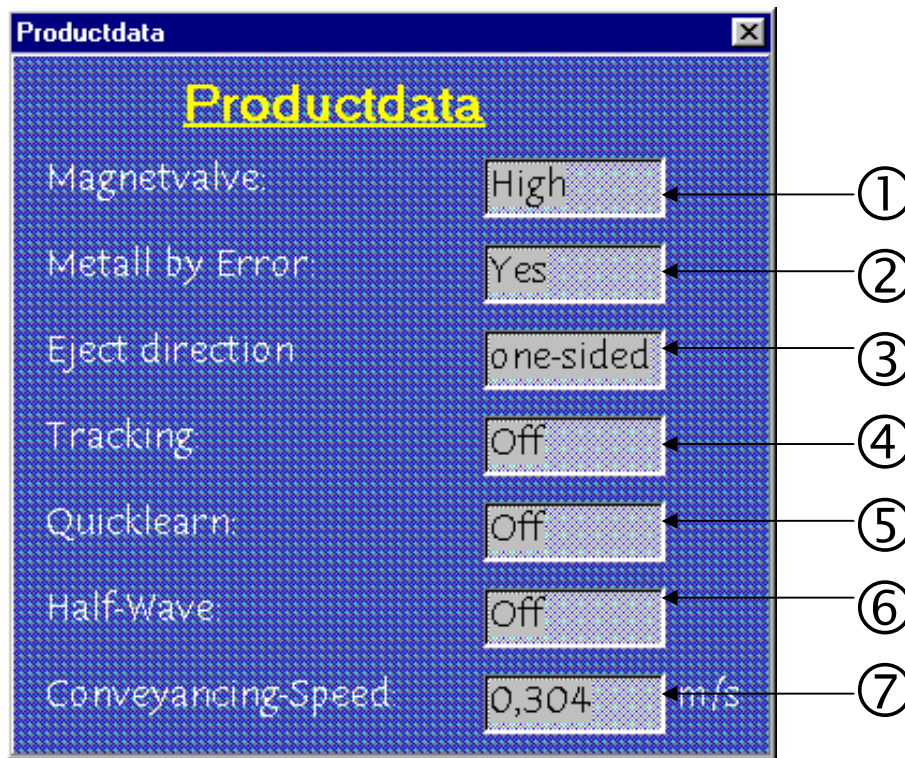 Productdata
Productdata
Magnetvalve: High ①
Metall by Error: Yes ②
Eject direction one-sided ③
Tracking Off ④
Quicklearn: Off ⑤
Half-Wave: Off ⑥
Conveyancing-Speed 0,304 m/s ⑦